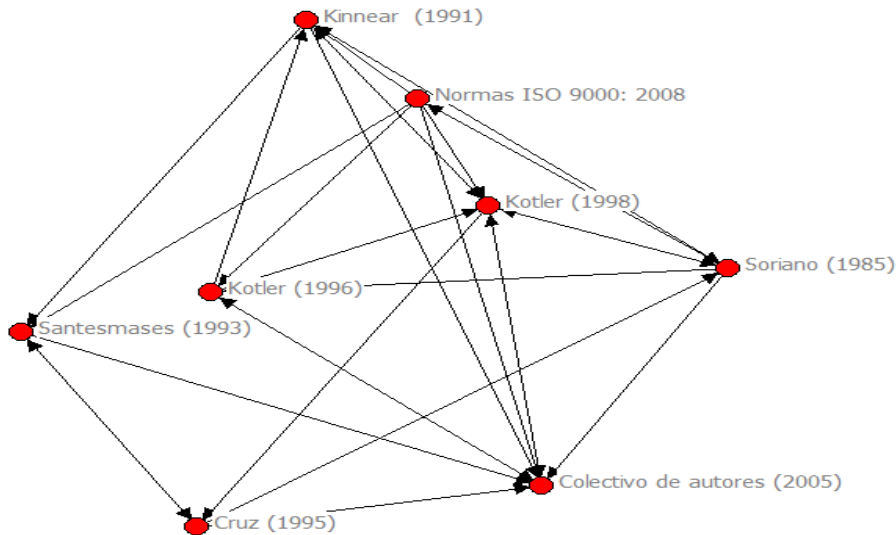 Kinnear (1991)
Normas ISO 9000: 2008
Kotler (1998)
Soriano (1985)
Kotler (1996)
Santesmases (1993)
Colectivo de autores (2005)
Cruz (1995)